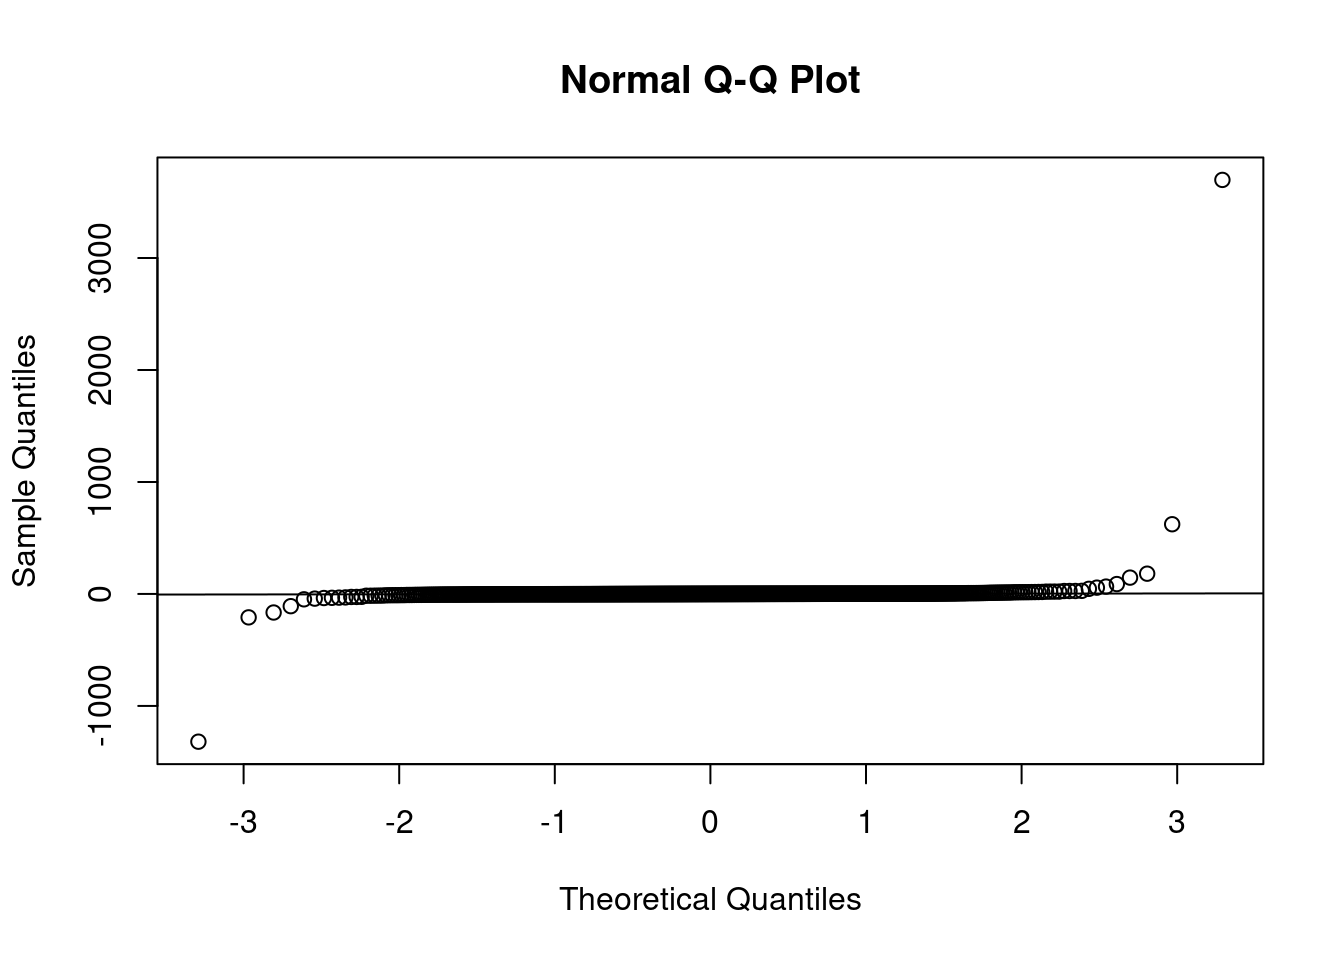 Normal Q-Q Plot
Sample Quantiles
3000
2000
1000
0
-1000
-3 -2 -1 0 1 2 3
Theoretical Quantiles